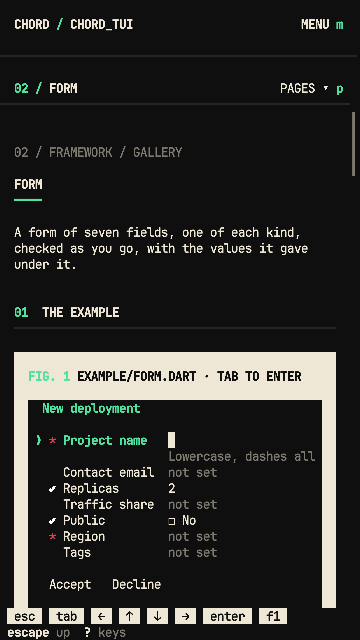 CHORD / CHORD_TUI MENU m
02 / FORM PAGES ▾ p
02 / FRAMEWORK / GALLERY
FORM
A form of seven fields, one of each kind,
checked as you go, with the values it gave
under it.
01 THE EXAMPLE
FIG. 1 EXAMPLE/FORM.DART · TAB TO ENTER
New deployment
❯ * Project name
Lowercase, dashes all
Contact email not set
✔ Replicas 2
Traffic share not set
✔ Public ☐ No
* Region not set
Tags not set
Accept Decline
esc tab ← ↑ ↓ → enter f1
escape up ? keys